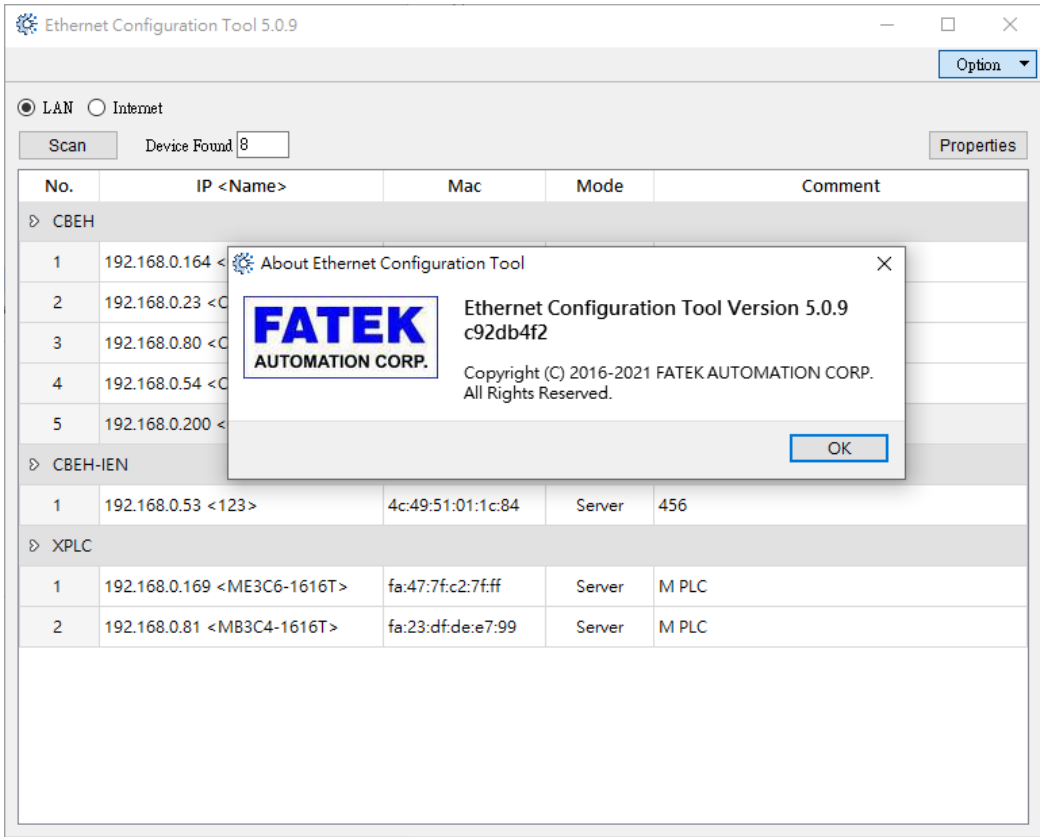 Ethernet Configuration Tool 5.0.9
Option
LAN Internet
Scan Device Found 8 Properties
No. IP <Name> Mac Mode Comment
CBEH
1 192.168.0.164 <
2 192.168.0.23 <C
3 192.168.0.80 <C
4 192.168.0.54 <C
5 192.168.0.200 <
About Ethernet Configuration Tool
FATEK
AUTOMATION CORP.
Ethernet Configuration Tool Version 5.0.9
c92db4f2
Copyright (C) 2016-2021 FATEK AUTOMATION CORP.
All Rights Reserved.
OK
CBEH-IEN
1 192.168.0.53 <123> 4c:49:51:01:1c:84 Server 456
XPLC
1 192.168.0.169 <ME3C6-1616T> fa:47:7f:c2:7f:ff Server M PLC
2 192.168.0.81 <MB3C4-1616T> fa:23:df:de:e7:99 Server M PLC